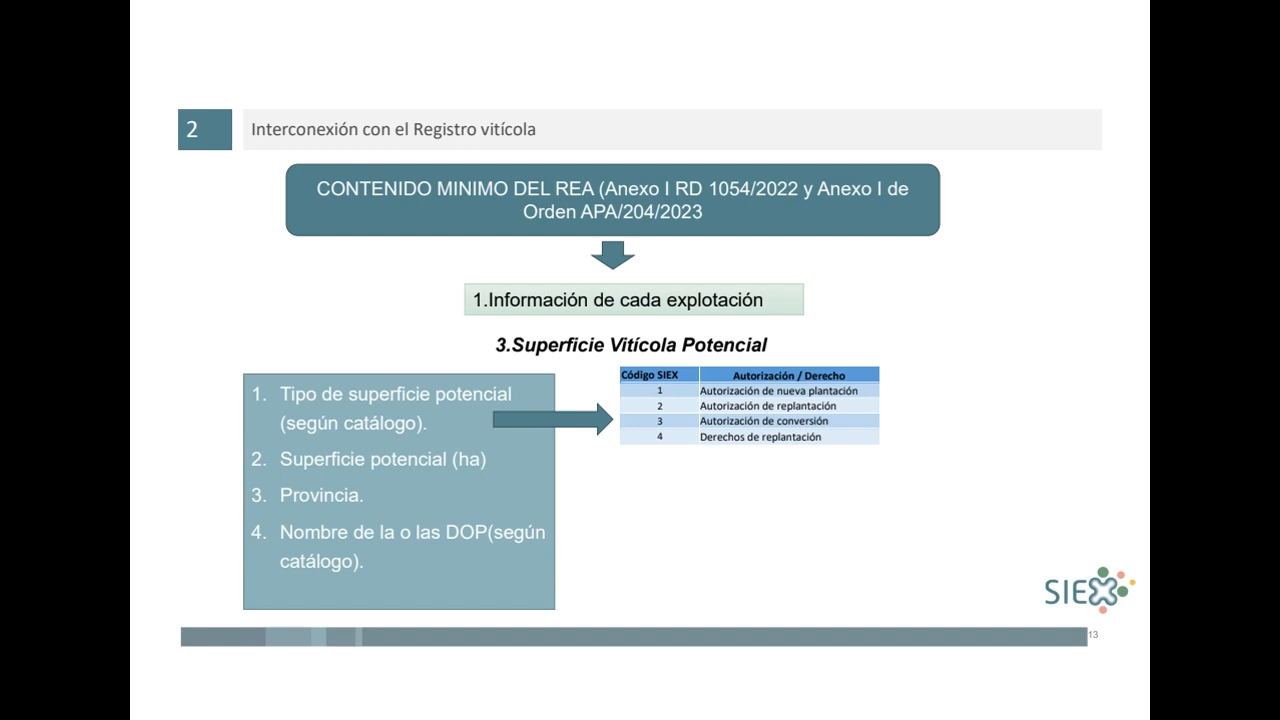 2
Interconexión con el Registro vitícola
CONTENIDO MINIMO DEL REA (Anexo I RD 1054/2022 y Anexo I de
Orden APA/204/2023
1.Información de cada explotación
3.Superficie Vitícola Potencial
1. Tipo de superficie potencial
(según catálogo).
2. Superficie potencial (ha)
3. Provincia.
4. Nombre de la o las DOP(según
catálogo).
Código SIEX Autorización / Derecho
1 Autorización de nueva plantación
2 Autorización de replantación
3 Autorización de conversión
4 Derechos de replantación
SIEX
13